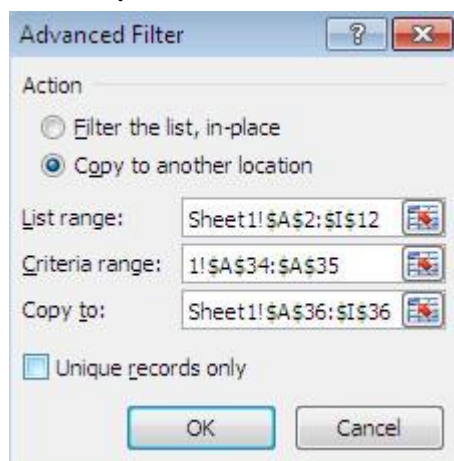 Advanced Filter
Action
Filter the list, in-place
Copy to another location
List range: Sheet1!$A$2:$I$12
Criteria range: 1!$A$34:$A$35
Copy to: Sheet1!$A$36:$I$36
Unique records only
OK Cancel